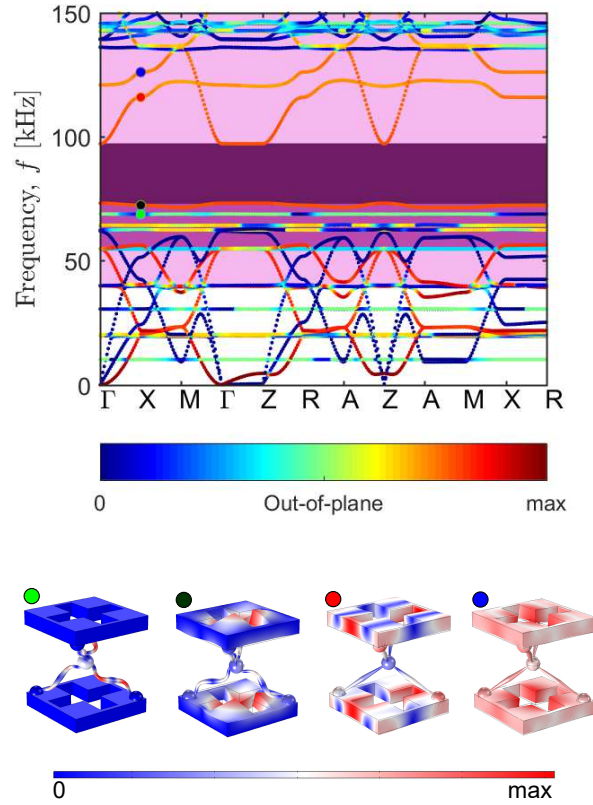 150
100
50
0
Frequency, f [kHz]
Γ X M Γ Z R A Z A M X R
0 Out-of-plane max
0 max